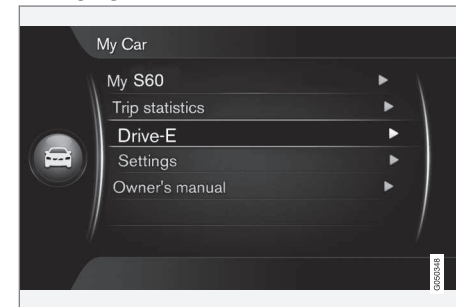 My Car
My S60
Trip statistics
Drive-E
Settings
Owner's manual
G050348